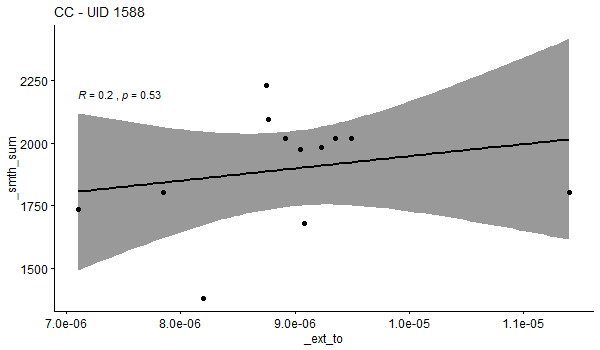 CC - UID 1588
R = 0.2 , p = 0.53
2250
2000
1750
1500
_smth_sum
7.0e-06 8.0e-06 9.0e-06 1.0e-05 1.1e-05
_ext_to